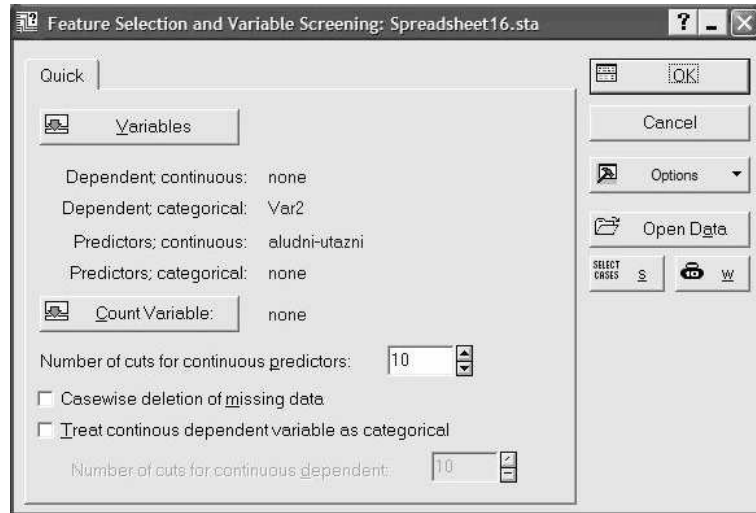 Feature Selection and Variable Screening: Spreadsheet16.sta
Quick
Variables
Dependent; continuous: none
Dependent; categorical: Var2
Predictors; continuous: aludni-utazni
Predictors; categorical: none
Count Variable: none
Number of cuts for continuous predictors: 10
Casewise deletion of missing data
Treat continous dependent variable as categorical
Number of cuts for continuous dependent: 10
OK
Cancel
Options
Open Data
SELECT CASES S
W